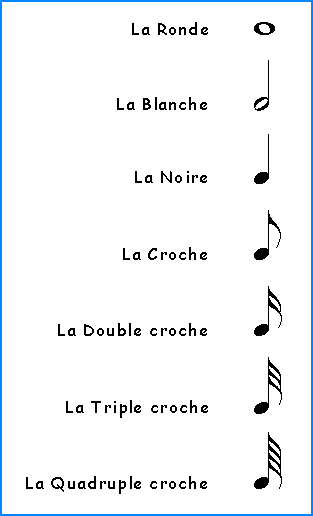 La Ronde
La Blanche
La Noire
La Croche
La Double croche
La Triple croche
La Quadruple croche